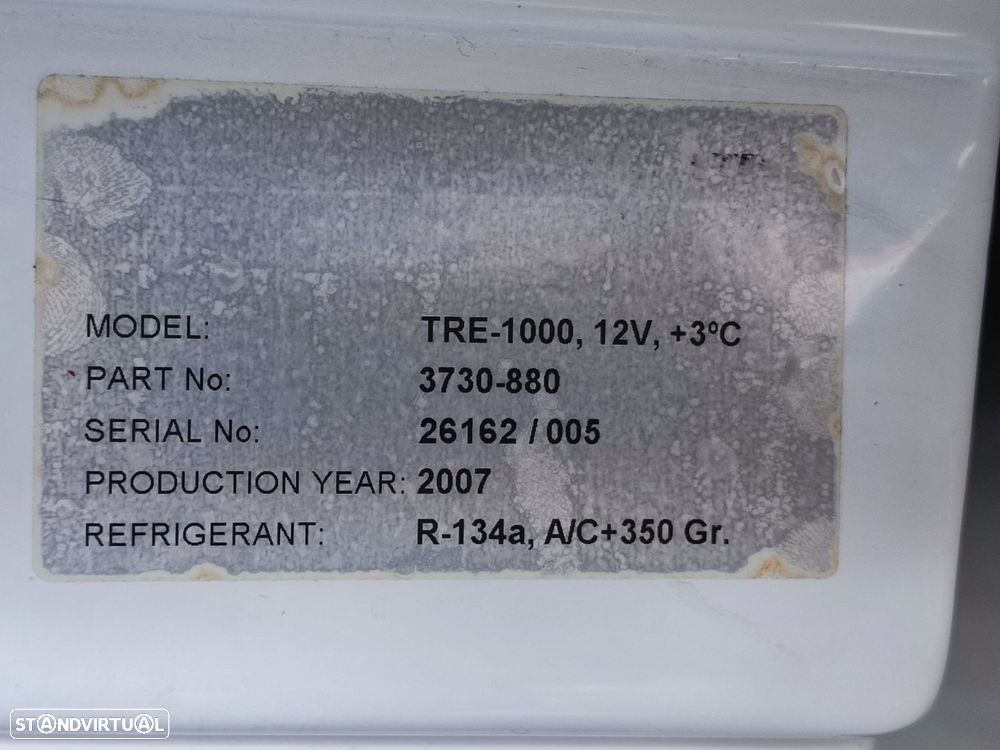 MODEL: TRE-1000, 12V, +3ºC
PART No: 3730-880
SERIAL No: 26162 / 005
PRODUCTION YEAR: 2007
REFRIGERANT: R-134a, A/C+350 Gr.
STANDVIRTUAL